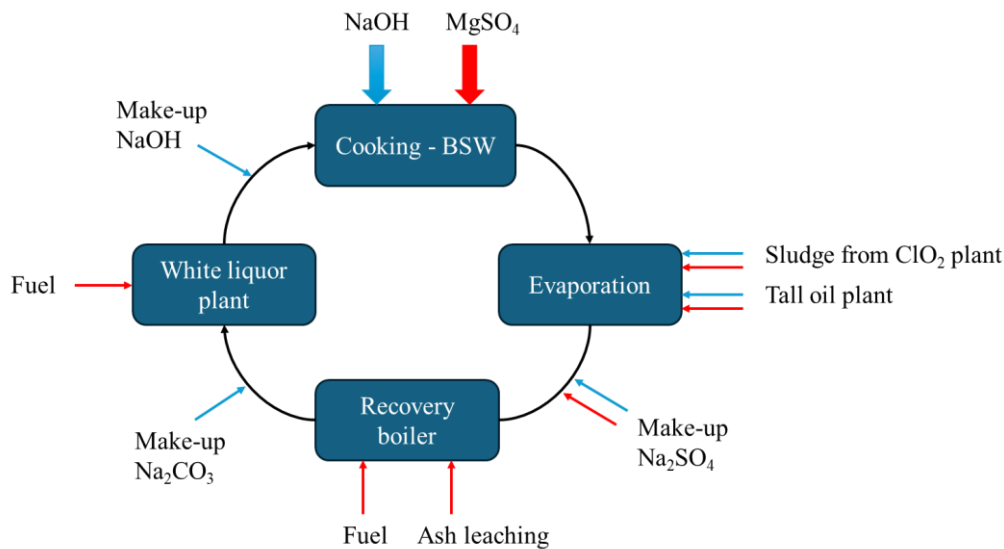 NaOH
MgSO₄
Make-up
NaOH
Cooking - BSW
Fuel
White liquor
plant
Evaporation
Sludge from ClO₂ plant
Tall oil plant
Make-up
Na₂CO₃
Recovery
boiler
Make-up
Na₂SO₄
Fuel
Ash leaching